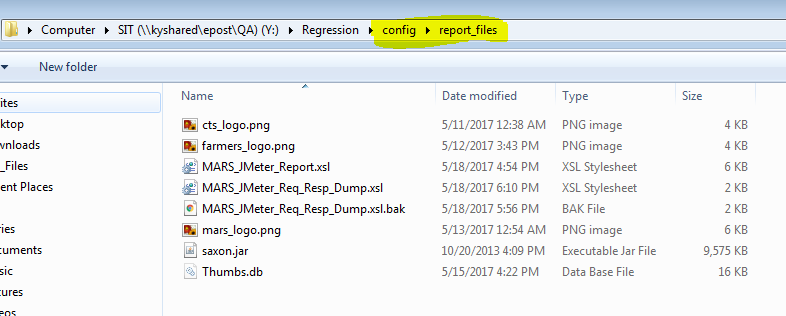 Computer SIT (\\kyshared\epost\QA) (Y:) Regression config report_files
New folder
Name Date modified Type Size
ites
ktop
wnloads
_Files
ent Places
ries
cuments
sic
tures
eos
cts_logo.png 5/11/2017 12:38 AM PNG image 4 KB
farmers_logo.png 5/12/2017 3:43 PM PNG image 4 KB
MARS_JMeter_Report.xsl 5/18/2017 4:54 PM XSL Stylesheet 6 KB
MARS_JMeter_Req_Resp_Dump.xsl 5/18/2017 6:10 PM XSL Stylesheet 2 KB
MARS_JMeter_Req_Resp_Dump.xsl.bak 5/18/2017 5:56 PM BAK File 2 KB
mars_logo.png 5/13/2017 12:54 AM PNG image 6 KB
saxon.jar 10/20/2013 4:09 PM Executable Jar File 9,575 KB
Thumbs.db 5/15/2017 4:22 PM Data Base File 16 KB